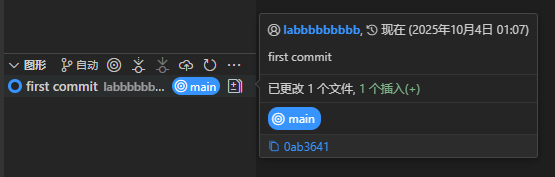 图形 自动
first commit labbbbbb... main
labbbbbbbbbb, 现在 (2025年10月4日 01:07)
first commit
已更改 1 个文件, 1 个插入(+)
main
0ab3641